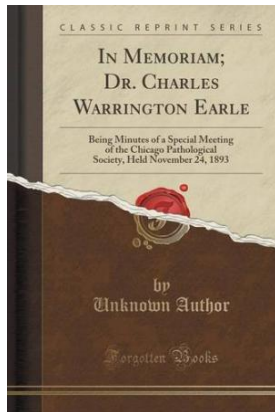 CLASSIC REPRINT SERIES
IN MEMORIAM;
DR. CHARLES
WARRINGTON EARLE
Being Minutes of a Special Meeting
of the Chicago Pathological
Society, Held November 24, 1893
by
Unknown Author
Forgotten Books